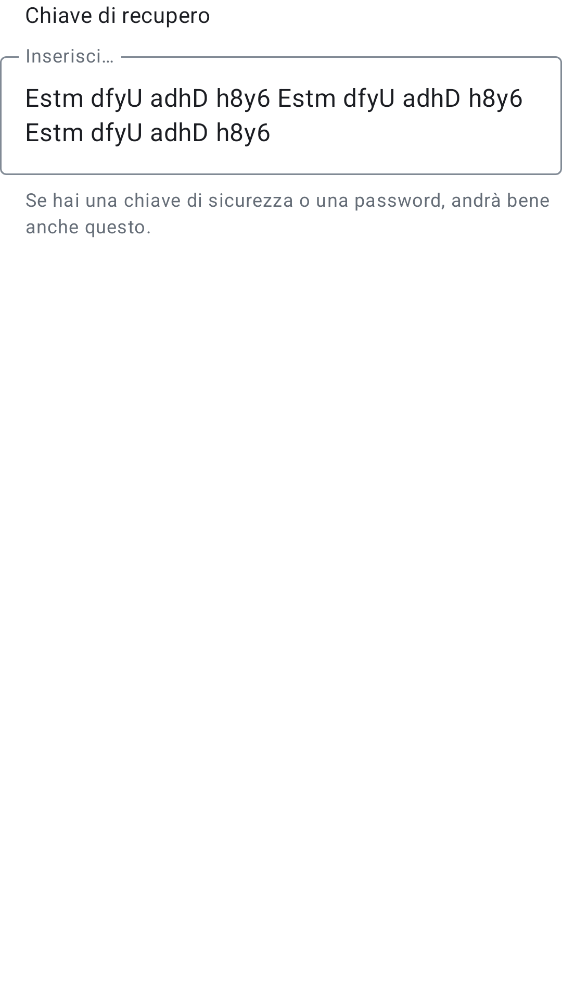 Chiave di recupero
Inserisci…
Estm dfyU adhD h8y6 Estm dfyU adhD h8y6
Estm dfyU adhD h8y6
Se hai una chiave di sicurezza o una password, andrà bene
anche questo.